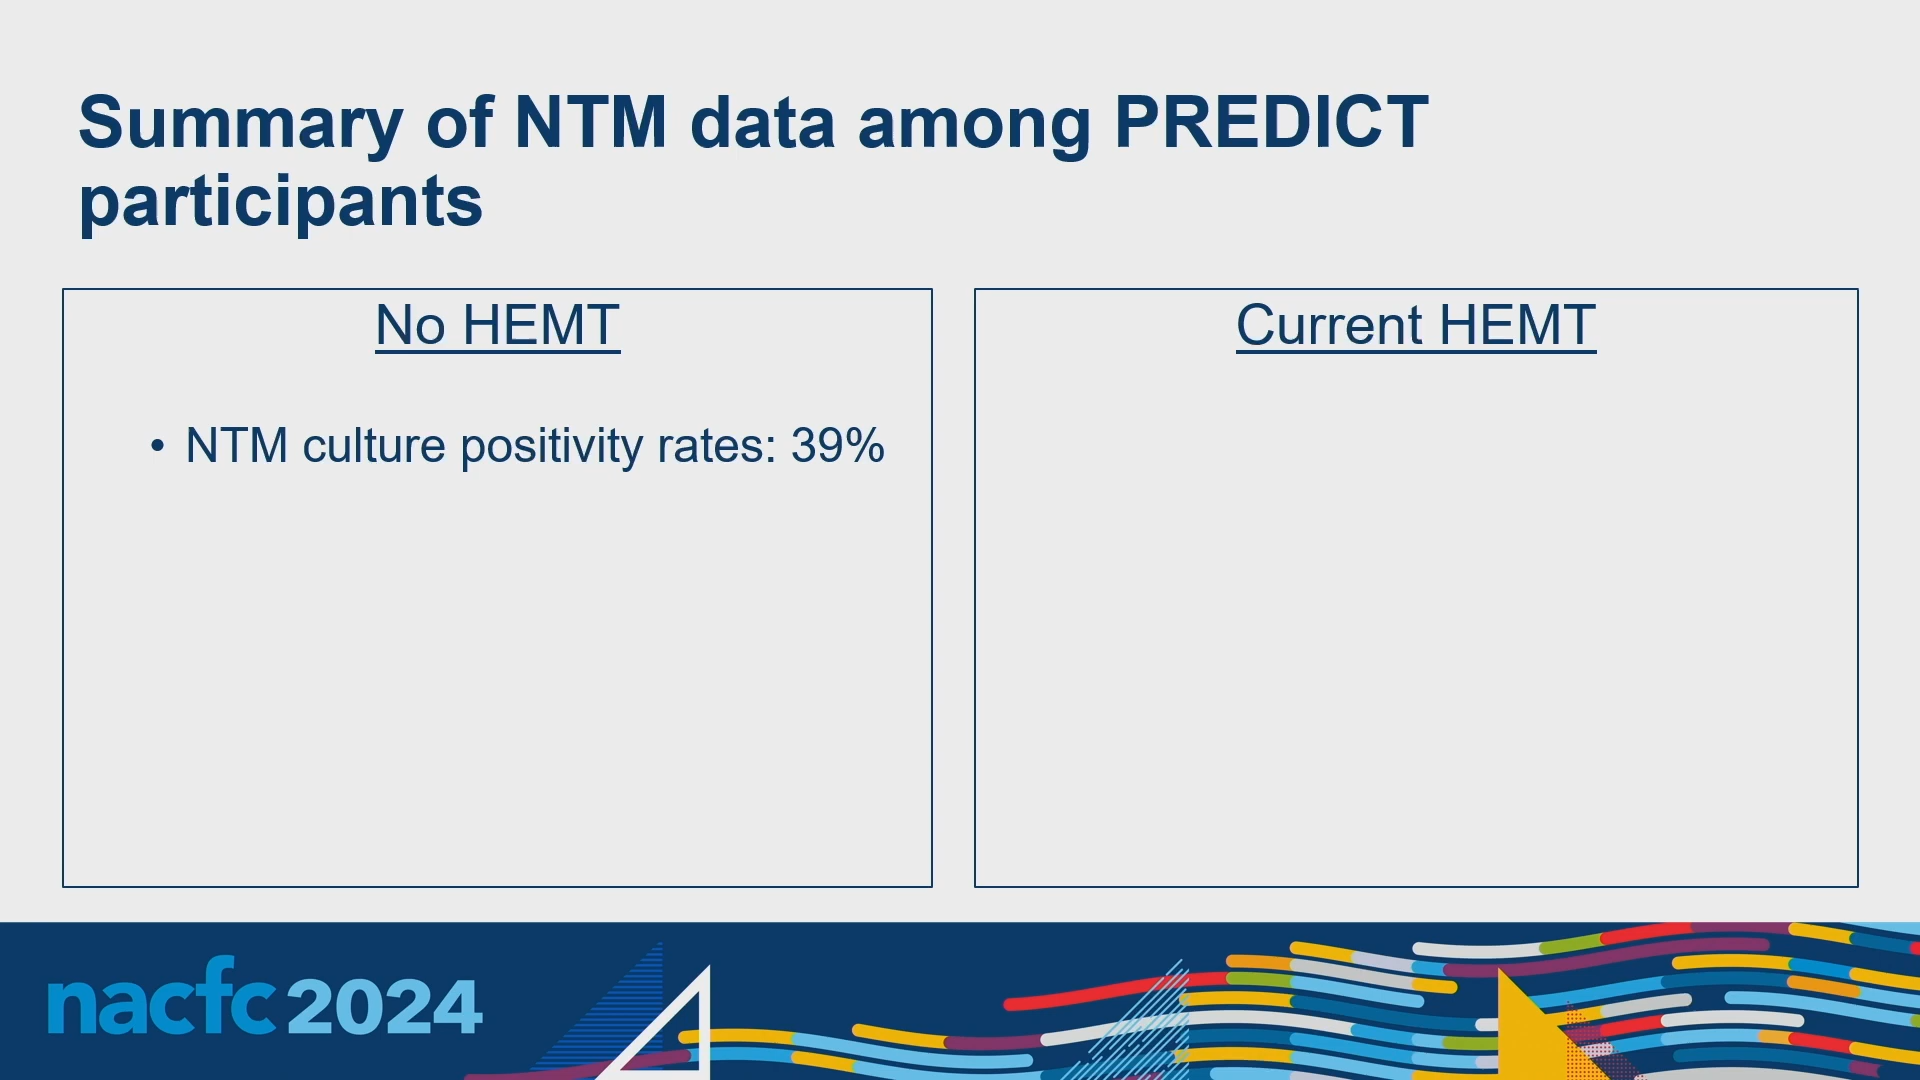 Summary of NTM data among PREDICT
participants
No HEMT
• NTM culture positivity rates: 39%
Current HEMT
nacfc 2024